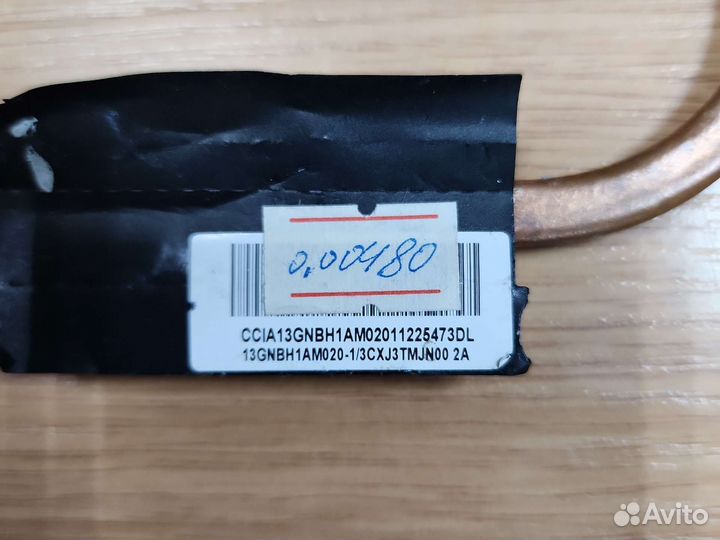 0,00480
CCIA13GNBH1AM02011225473DL
13GNBH1AM020-1/3CXJ3TMJN00 2A
Avito